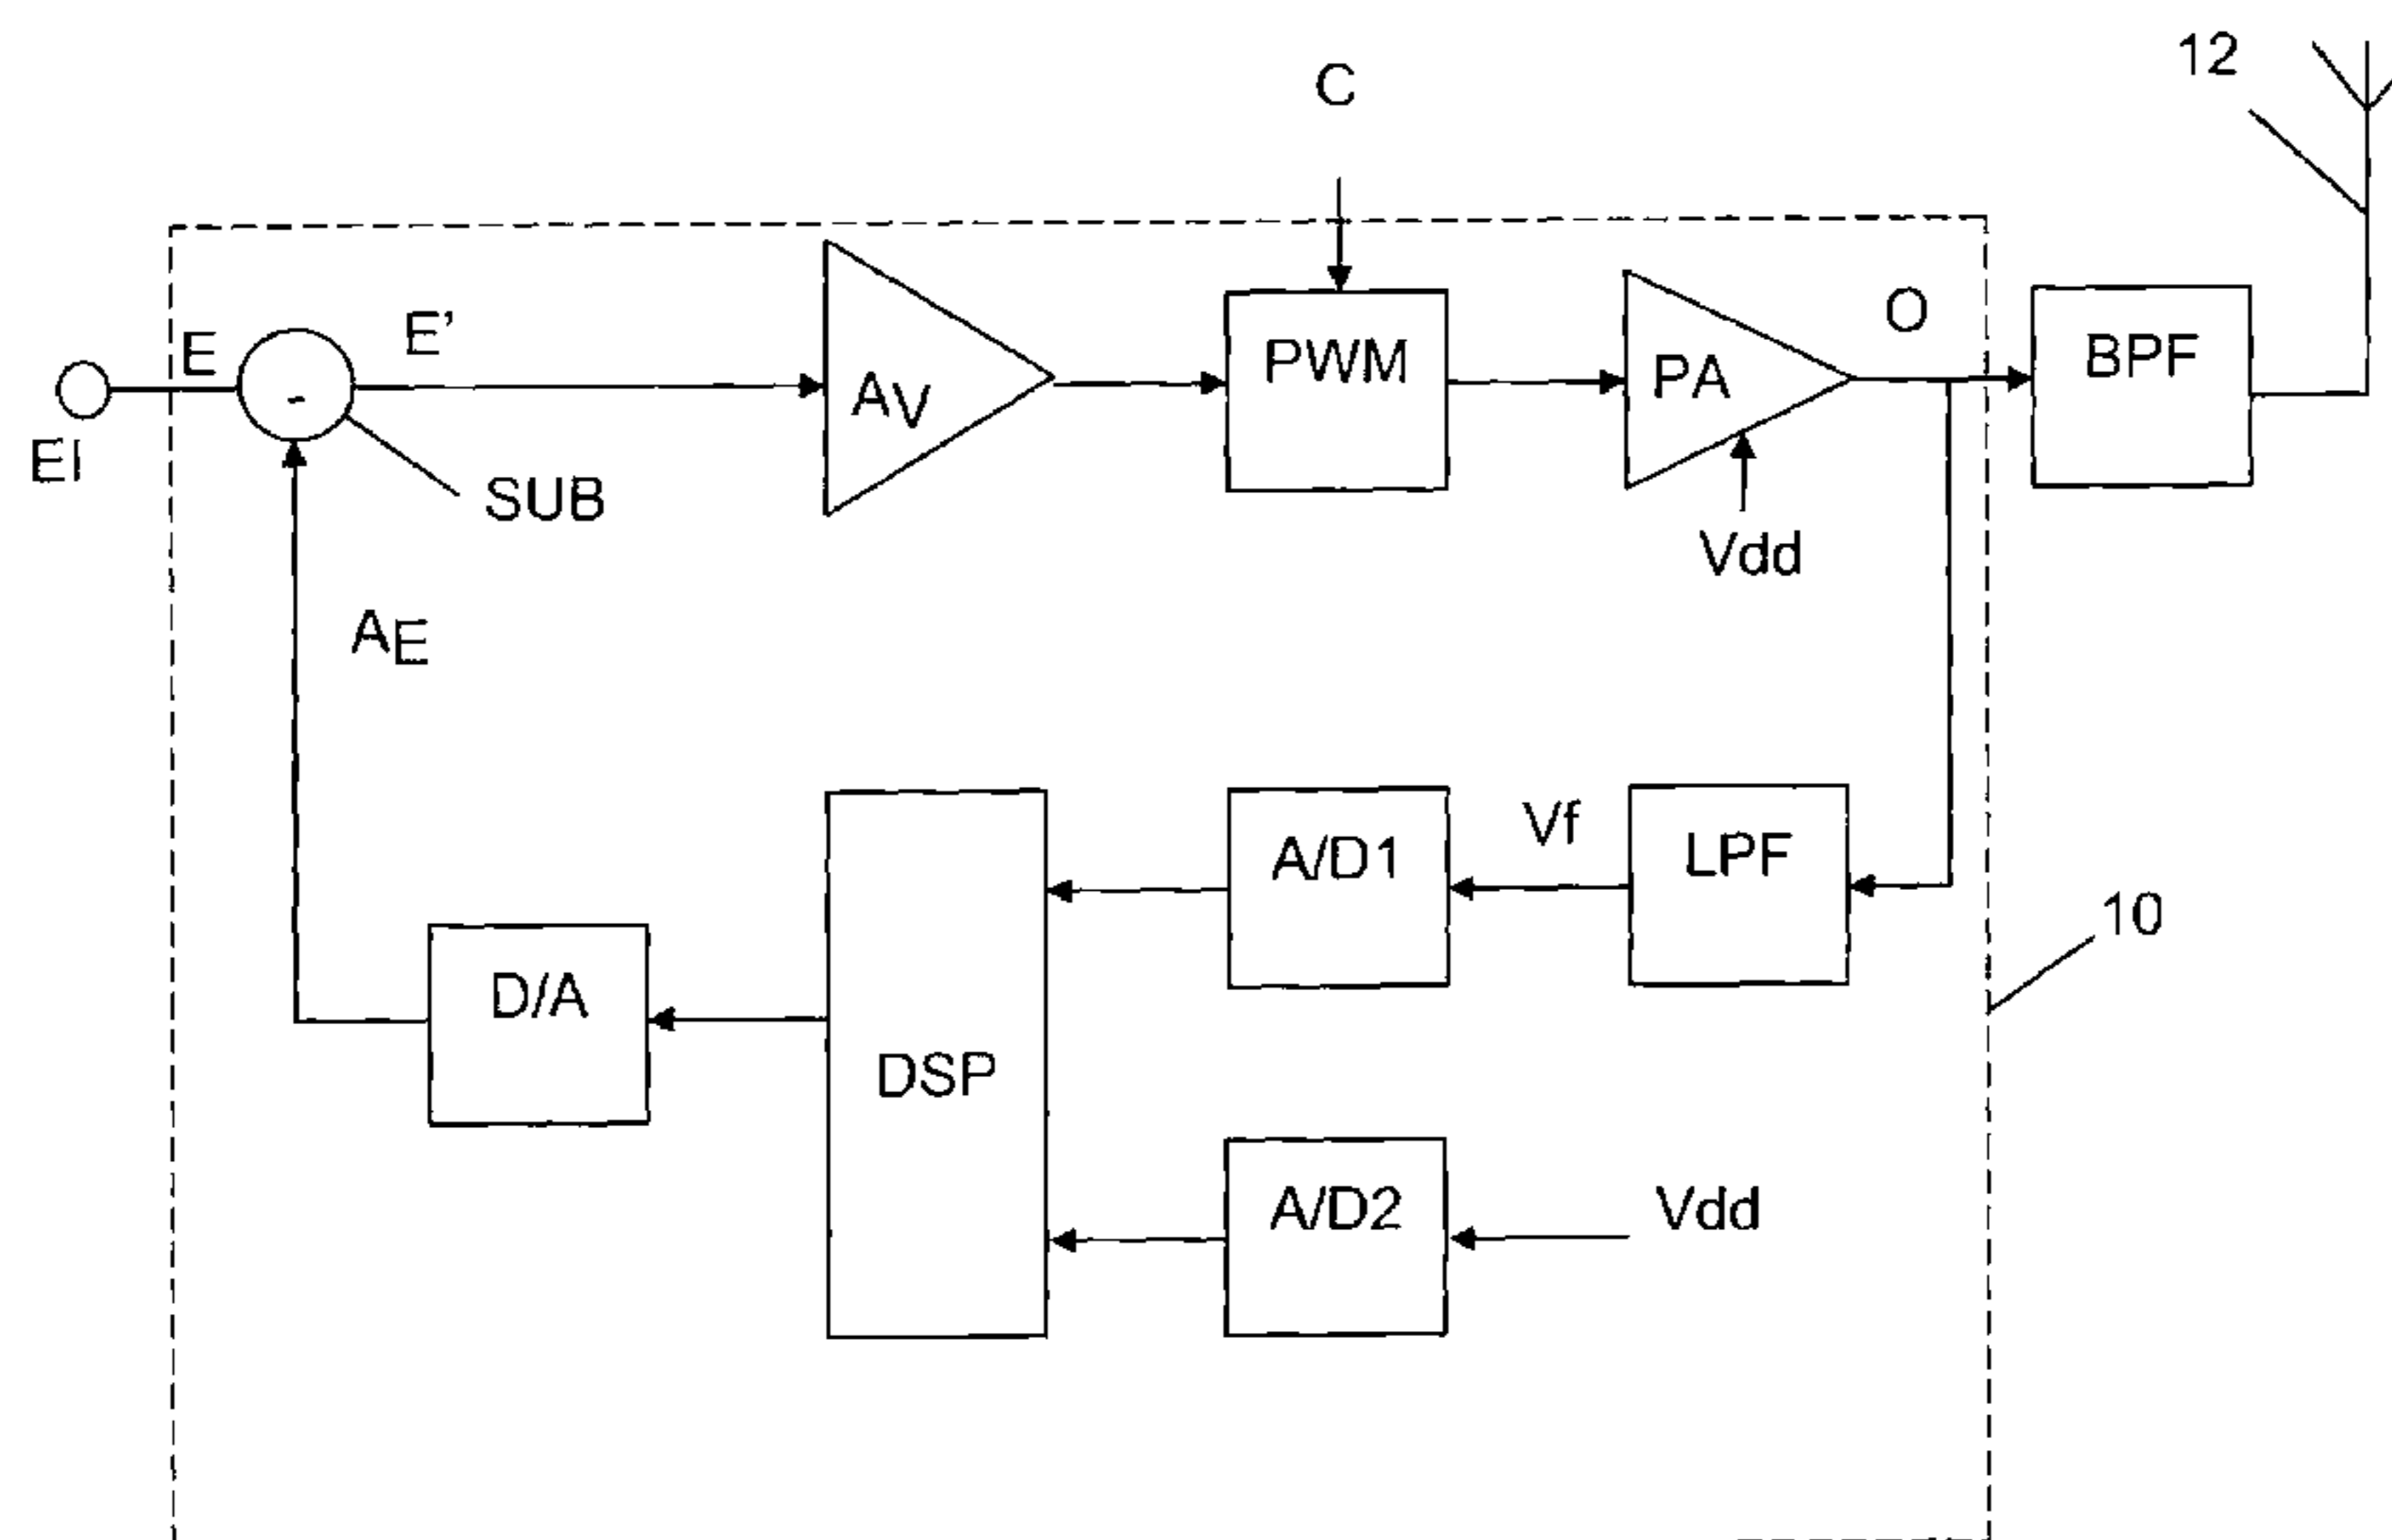 12
C
E
E'
EI
SUB
AV
PWM
PA
O
BPF
Vdd
AE
-
D/A
DSP
A/D1
Vf
LPF
10
A/D2
Vdd